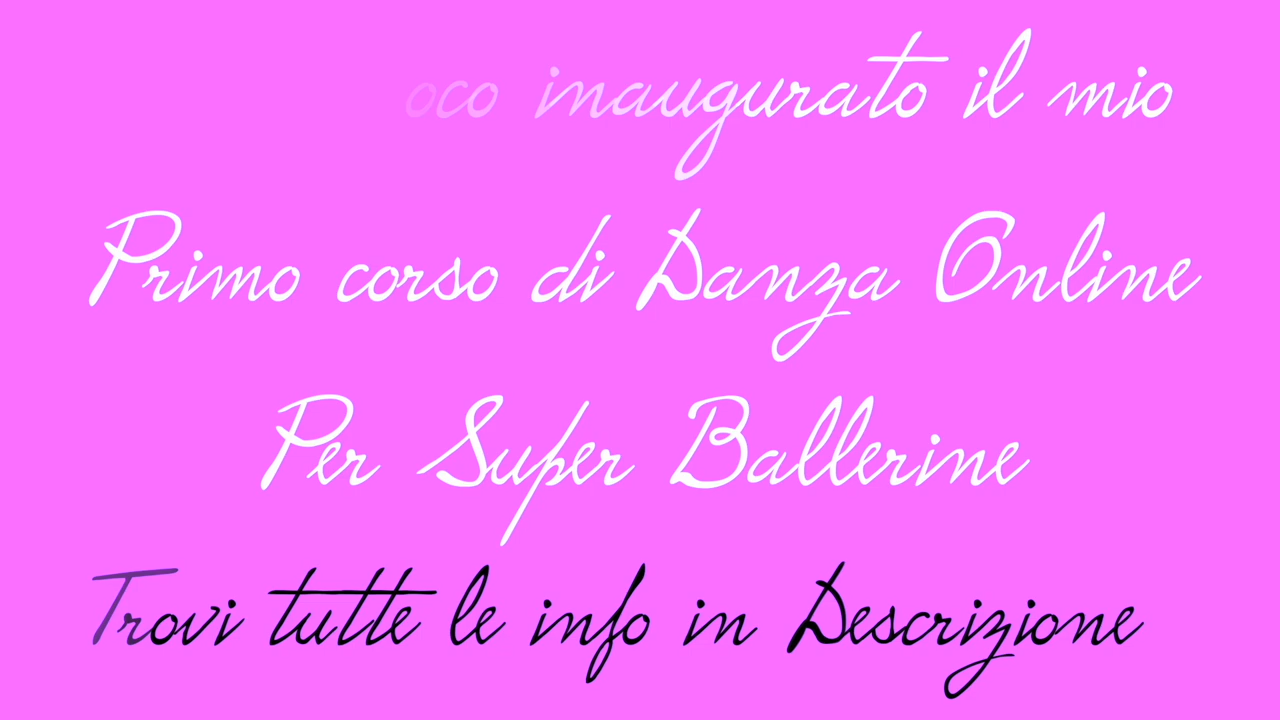 oco inaugurato il mio
Primo corso di Danza Online
Per Super Ballerine
Trovi tutte le info in Descrizione